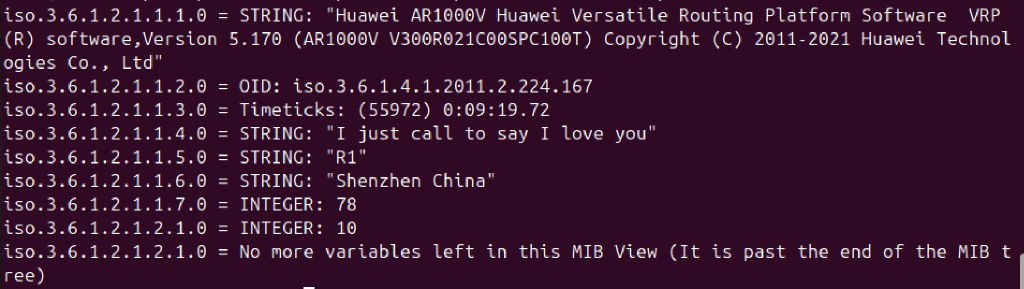 iso.3.6.1.2.1.1.1.0 = STRING: "Huawei AR1000V Huawei Versatile Routing Platform Software  VRP
(R) software,Version 5.170 (AR1000V V300R021C00SPC100T) Copyright (C) 2011-2021 Huawei Technol
ogies Co., Ltd"
iso.3.6.1.2.1.1.2.0 = OID: iso.3.6.1.4.1.2011.2.224.167
iso.3.6.1.2.1.1.3.0 = Timeticks: (55972) 0:09:19.72
iso.3.6.1.2.1.1.4.0 = STRING: "I just call to say I love you"
iso.3.6.1.2.1.1.5.0 = STRING: "R1"
iso.3.6.1.2.1.1.6.0 = STRING: "Shenzhen China"
iso.3.6.1.2.1.1.7.0 = INTEGER: 78
iso.3.6.1.2.1.2.1.0 = INTEGER: 10
iso.3.6.1.2.1.2.1.0 = No more variables left in this MIB View (It is past the end of the MIB t
ree)